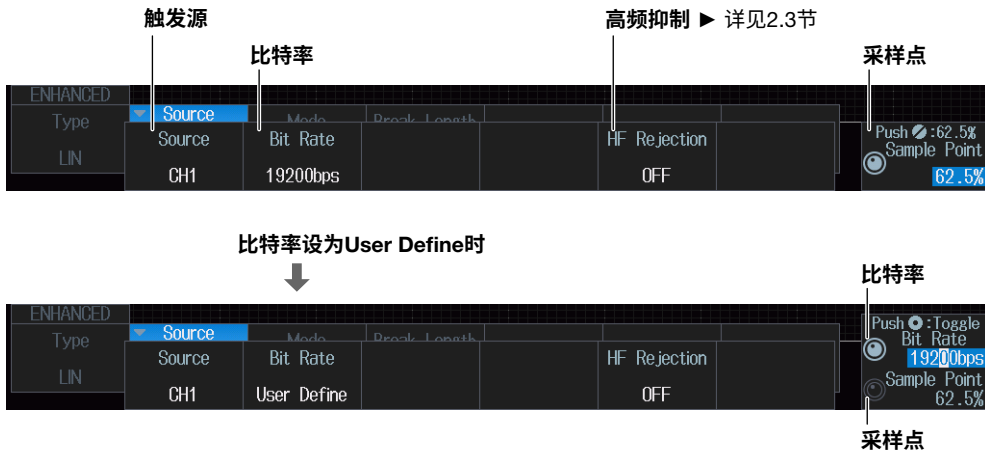 触发源
高频抑制 ▶ 详见2.3节
比特率
采样点
ENHANCED
Type
LIN
Source
Mode
Break Length
Source
CH1
Bit Rate
19200bps
HF Rejection
OFF
Push :62.5%
Sample Point
62.5%
比特率设为User Define时
比特率
ENHANCED
Type
LIN
Source
Mode
Break Length
Source
CH1
Bit Rate
User Define
HF Rejection
OFF
Push :Toggle
Bit Rate
19200bps
Sample Point
62.5%
采样点